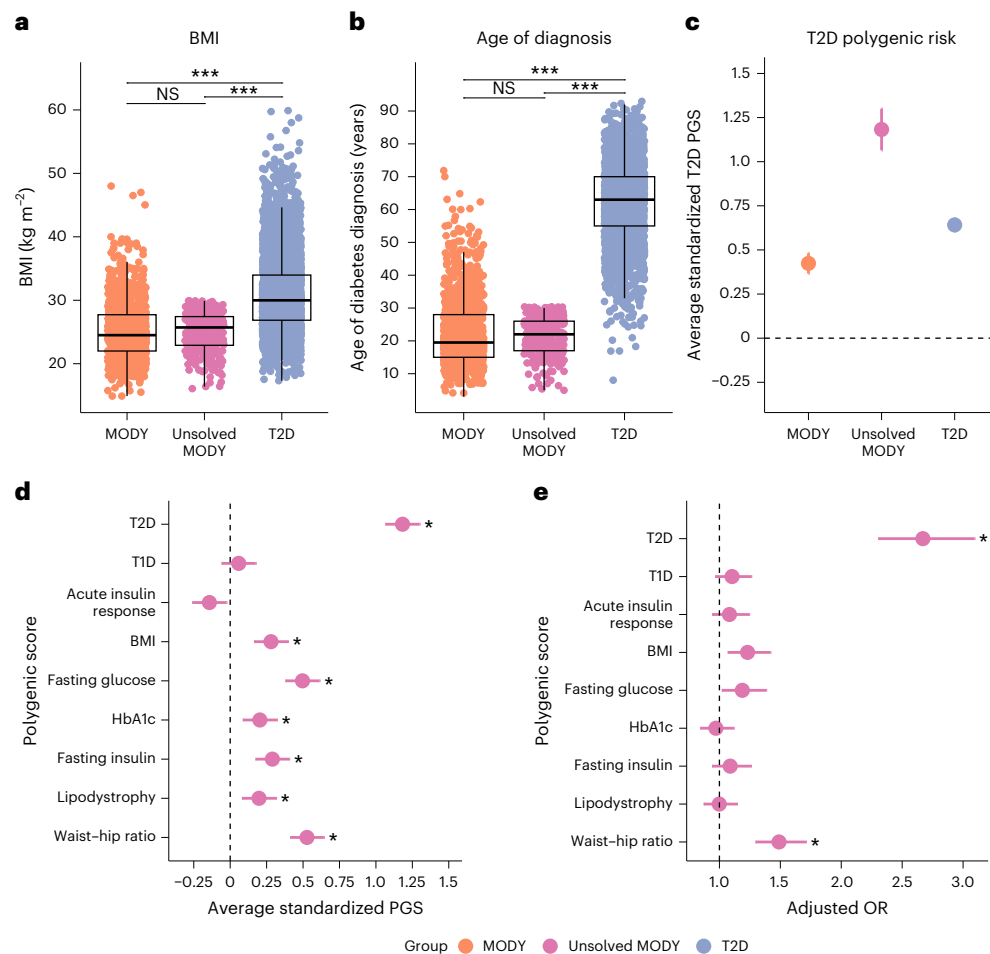 a
BMI
BMI (kg m⁻²)
60
50
40
30
20
***
NS
***
MODY
Unsolved
MODY
T2D
b
Age of diagnosis
Age of diabetes diagnosis (years)
90
80
70
60
50
40
30
20
10
***
NS
***
MODY
Unsolved
MODY
T2D
c
T2D polygenic risk
Average standardized T2D PGS
1.5
1.25
1.0
0.75
0.5
0.25
0
−0.25
MODY
Unsolved
MODY
T2D
d
Polygenic score
T2D
*
T1D
Acute insulin
response
BMI
*
Fasting glucose
*
HbA1c
*
Fasting insulin
*
Lipodystrophy
*
Waist–hip ratio
*
−0.25 0 0.25 0.5 0.75 1.0 1.25 1.5
Average standardized PGS
e
Polygenic score
T2D
*
T1D
Acute insulin
response
BMI
Fasting glucose
HbA1c
Fasting insulin
Lipodystrophy
Waist–hip ratio
*
1.0 1.5 2.0 2.5 3.0
Adjusted OR
Group MODY Unsolved MODY T2D